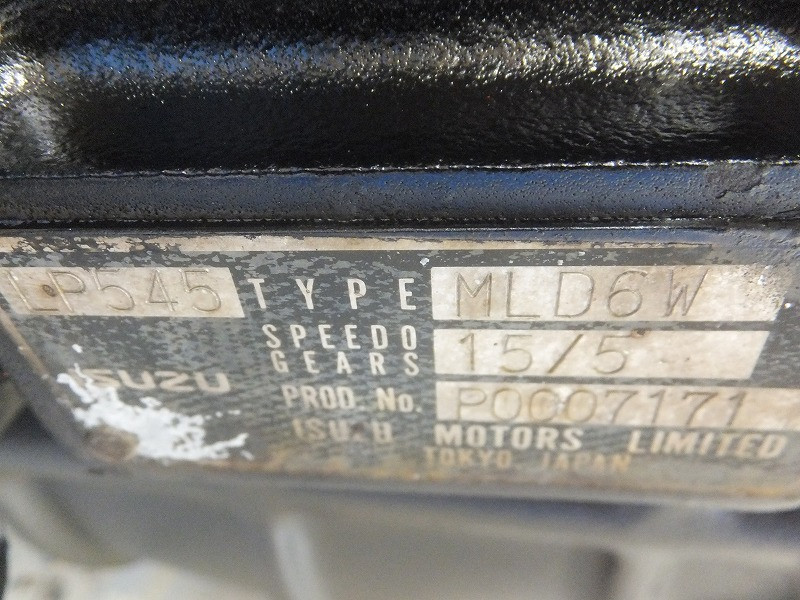 LP545 TYPE MLD6W
SPEEDO GEARS 15/5
ISUZU PROD. No. P0007171
ISUZU MOTORS LIMITED
TOKYO JAPAN